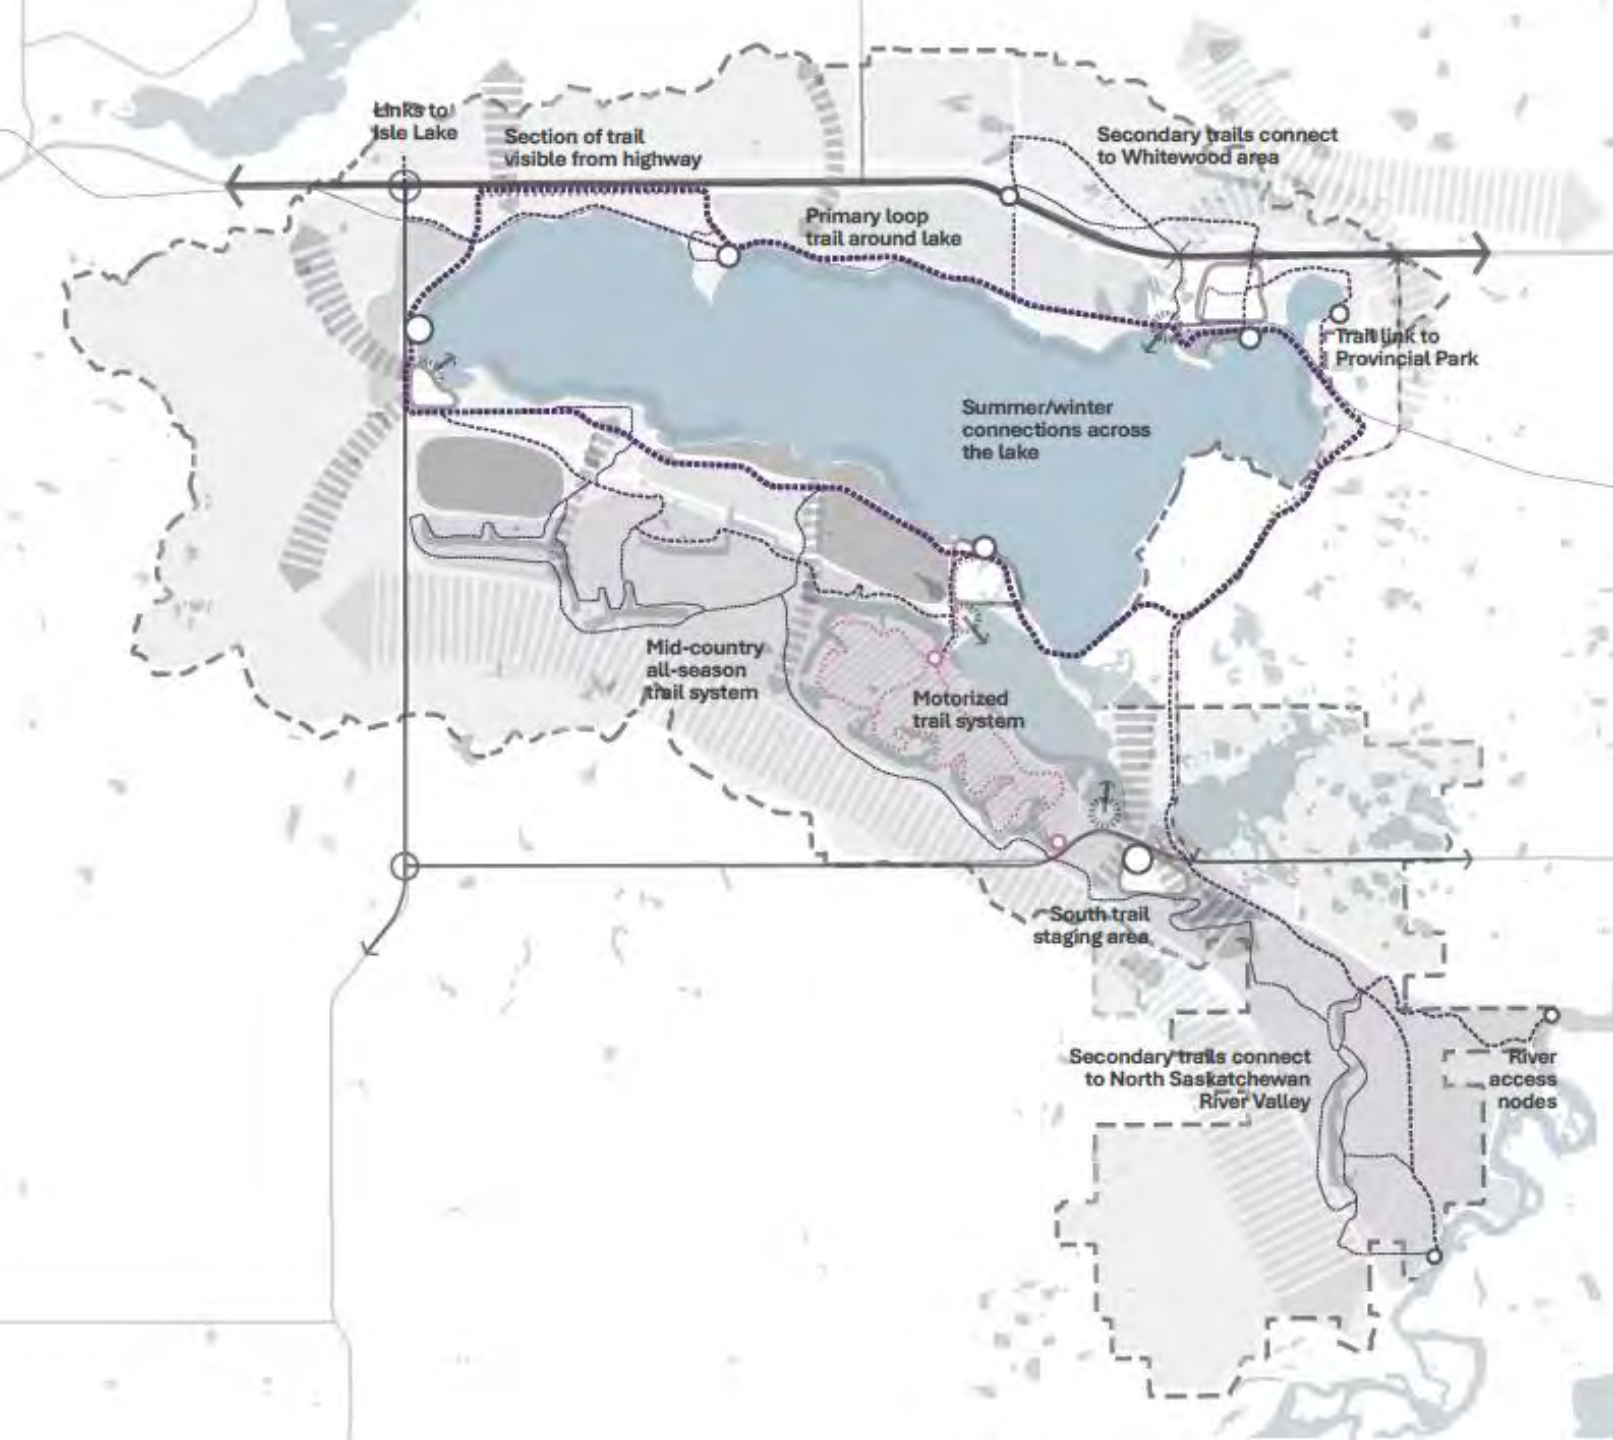 Links to
Isle Lake
Section of trail
visible from highway
Secondary trails connect
to Whitewood area
Primary loop
trail around lake
Trail link to
Provincial Park
Summer/winter
connections across
the lake
Mid-country
all-season
trail system
Motorized
trail system
South trail
staging area
Secondary trails connect
to North Saskatchewan
River Valley
River
access
nodes